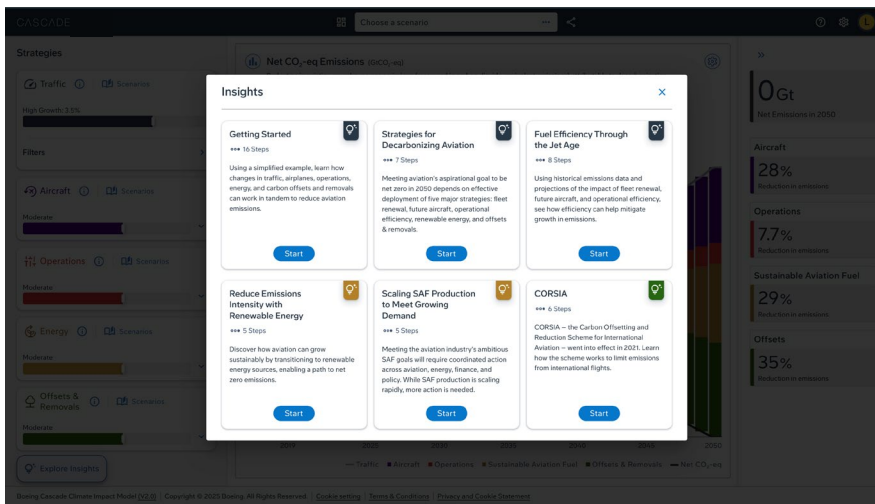 CASCADE
Choose a scenario
Strategies
Traffic
Scenarios
High Growth: 3.5%
Filters
Aircraft
Scenarios
Moderate
Operations
Scenarios
Moderate
Energy
Scenarios
Moderate
Offsets &
Removals
Scenarios
Moderate
Explore Insights
Net CO₂-eq Emissions (GtCO₂-eq)
Insights
Getting Started
16 Steps
Using a simplified example, learn how
changes in traffic, airplanes, operations,
energy, and carbon offsets and removals
can work in tandem to reduce aviation
emissions.
Start
Strategies for
Decarbonizing Aviation
7 Steps
Meeting aviation's aspirational goal to be
net zero in 2050 depends on effective
deployment of five major strategies: fleet
renewal, future aircraft, operational
efficiency, renewable energy, and offsets
& removals.
Start
Fuel Efficiency Through
the Jet Age
8 Steps
Using historical emissions data and
projections of the impact of fleet renewal,
future aircraft, and operational efficiency,
see how efficiency can help mitigate
growth in emissions.
Start
Reduce Emissions
Intensity with
Renewable Energy
5 Steps
Discover how aviation can grow
sustainably by transitioning to renewable
energy sources, enabling a path to net
zero emissions.
Start
Scaling SAF Production
to Meet Growing
Demand
5 Steps
Meeting the aviation industry's ambitious
SAF goals will require coordinated action
across aviation, energy, finance, and
policy. While SAF production is scaling
rapidly, more action is needed.
Start
CORSIA
6 Steps
CORSIA – the Carbon Offsetting and
Reduction Scheme for International
Aviation – went into effect in 2021. Learn
how the scheme works to limit emissions
from international flights.
Start
2019 2025 2030 2035 2040 2045 2050
Traffic Aircraft Operations Sustainable Aviation Fuel Offsets & Removals Net CO₂-eq
L
0Gt
Net Emissions in 2050
Aircraft
28%
Reduction in emissions
Operations
7.7%
Reduction in emissions
Sustainable Aviation Fuel
29%
Reduction in emissions
Offsets
35%
Reduction in emissions
Boeing Cascade Climate Impact Model (V2.0) Copyright © 2025 Boeing. All Rights Reserved Cookie setting Terms & Conditions Privacy and Cookie Statement